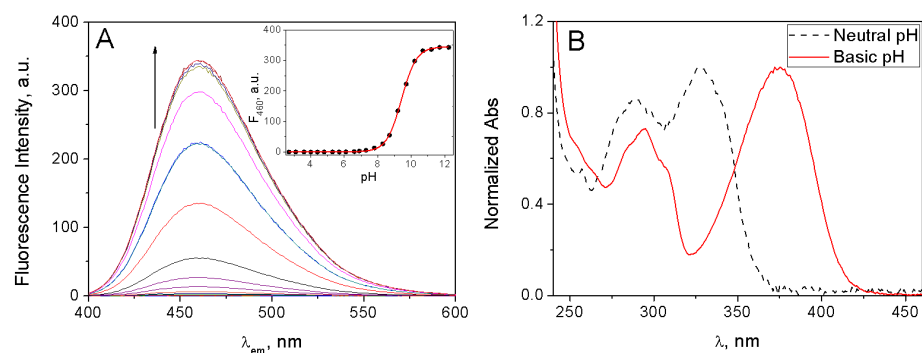 A
Fluorescence Intensity, a.u.
400
300
200
100
0
400
450
500
550
600
λem, nm
F460, a.u.
400
300
200
100
0
4
6
8
10
12
pH
B
Neutral pH
Basic pH
Normalized Abs
1.2
0.8
0.4
0.0
250
300
350
400
450
λ, nm